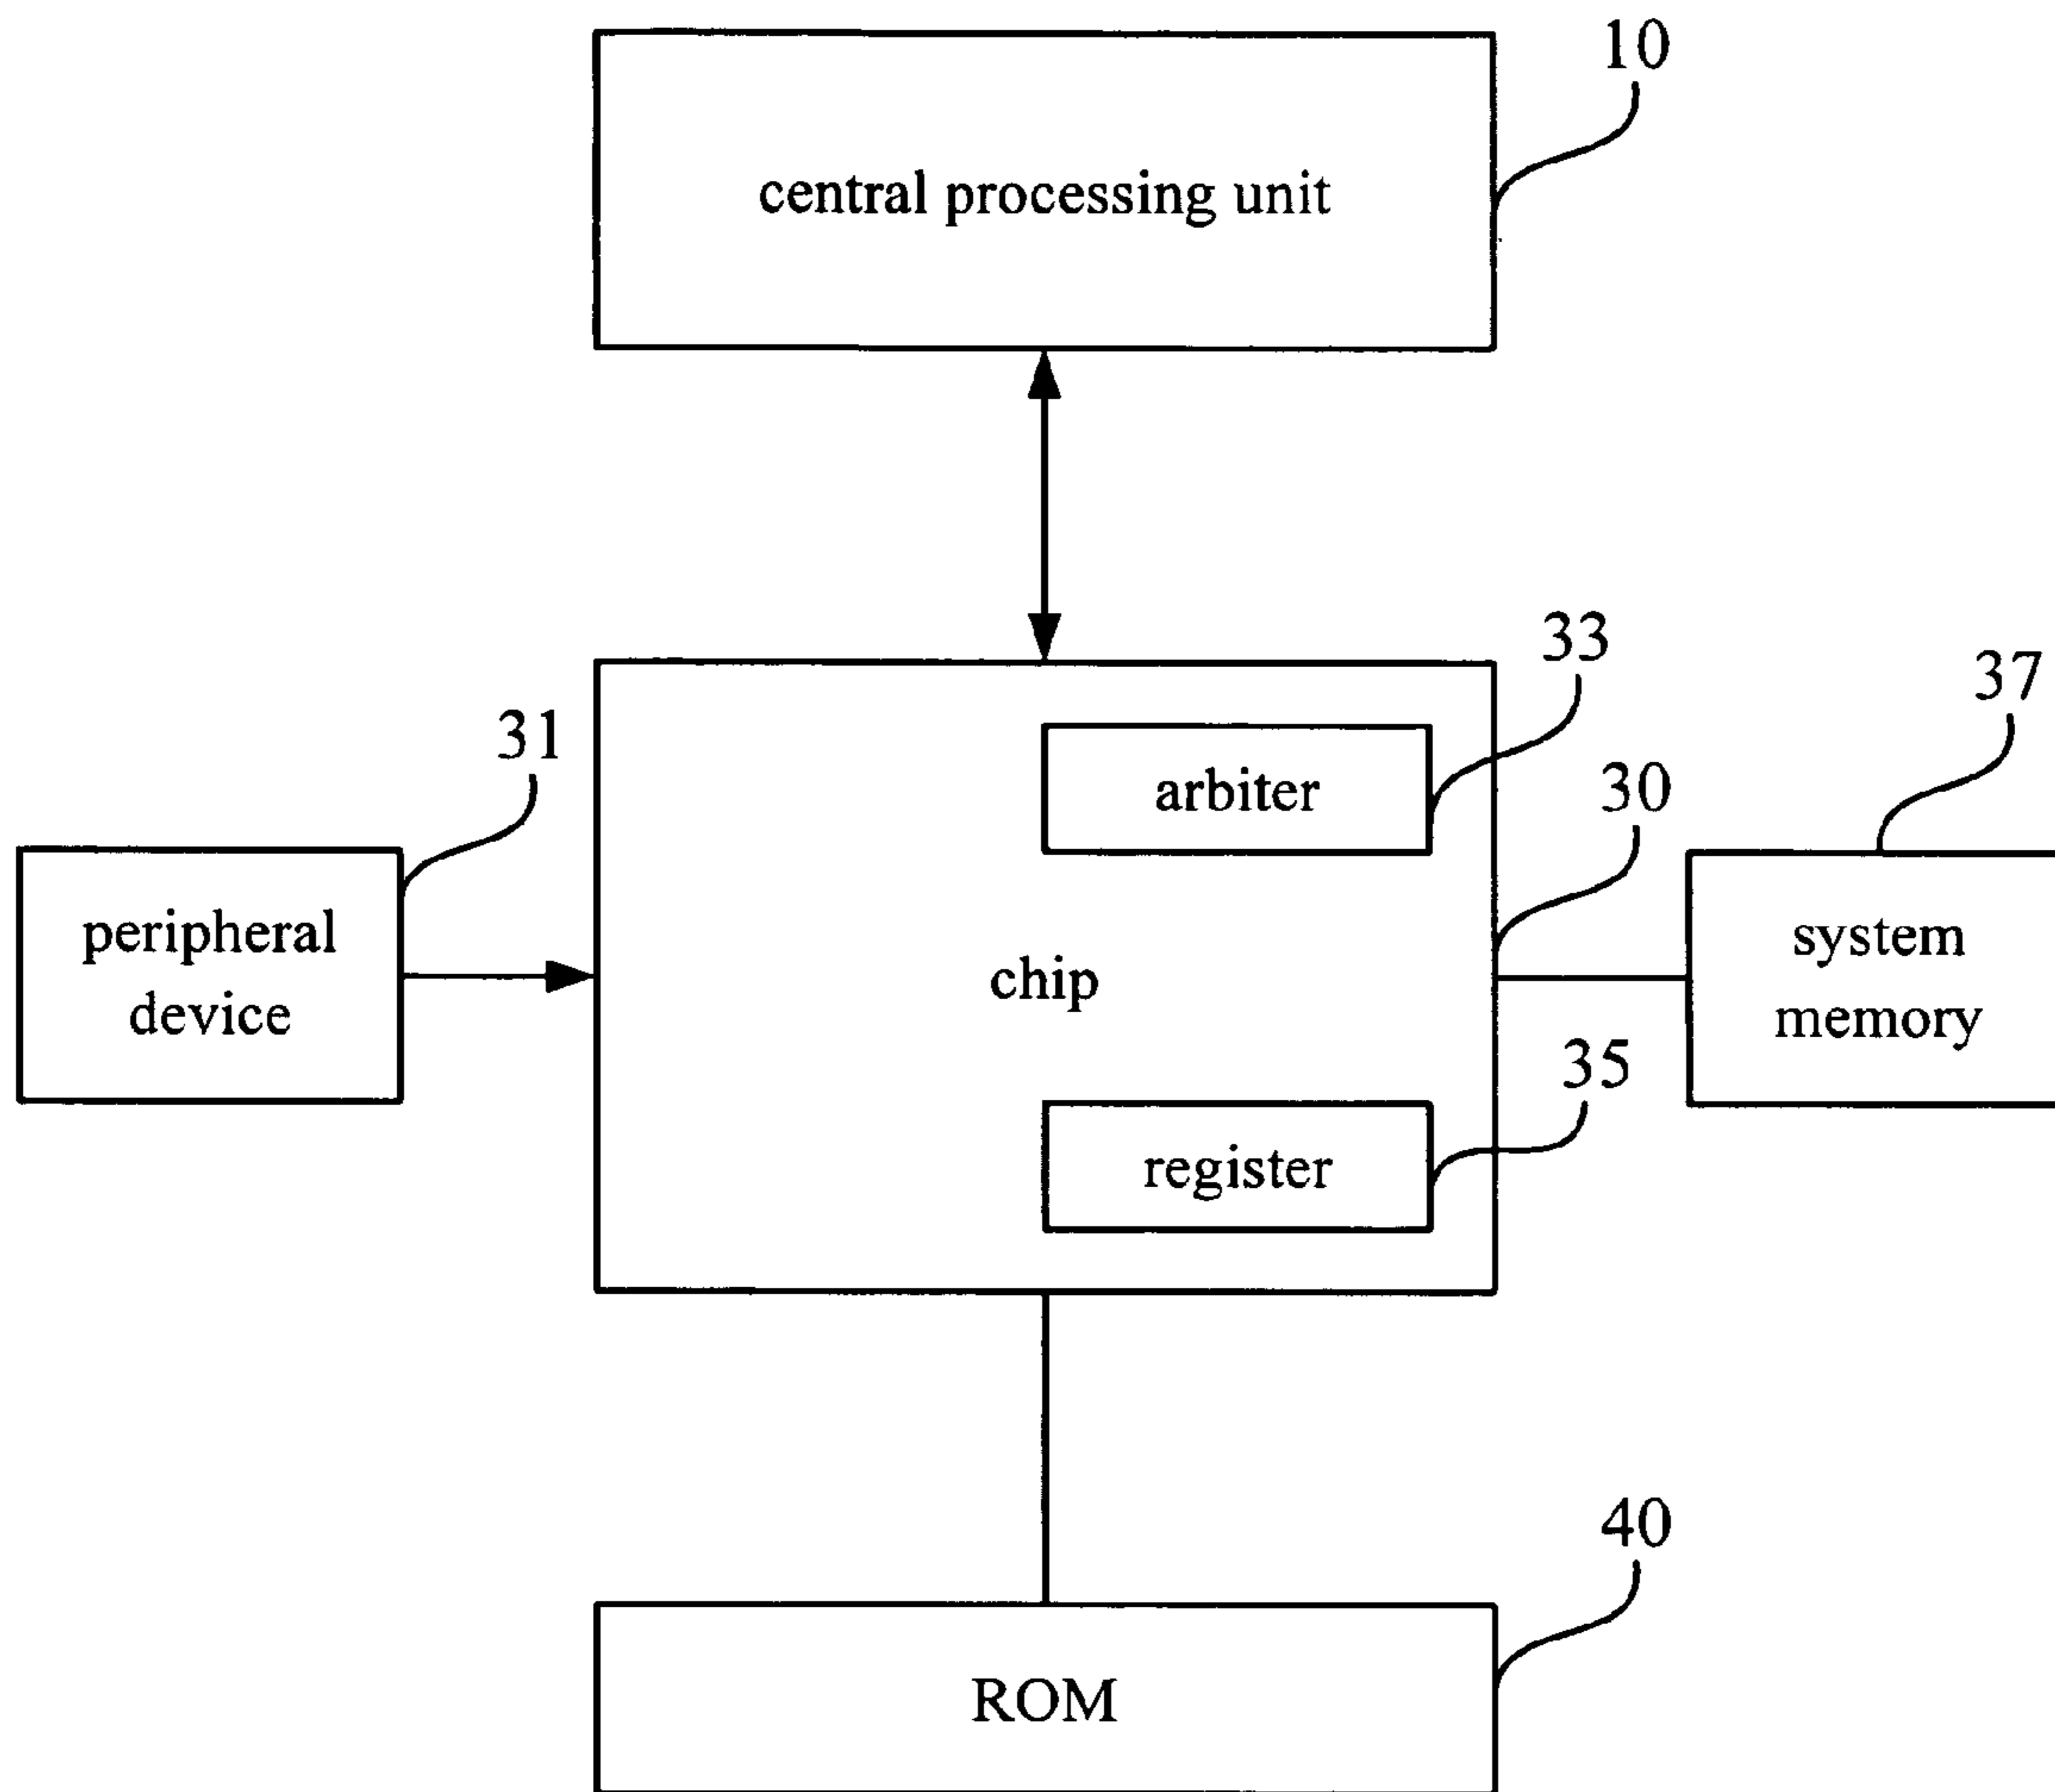 10
central processing unit
33
37
31
arbiter
30
peripheral
device
chip
system
memory
35
register
40
ROM